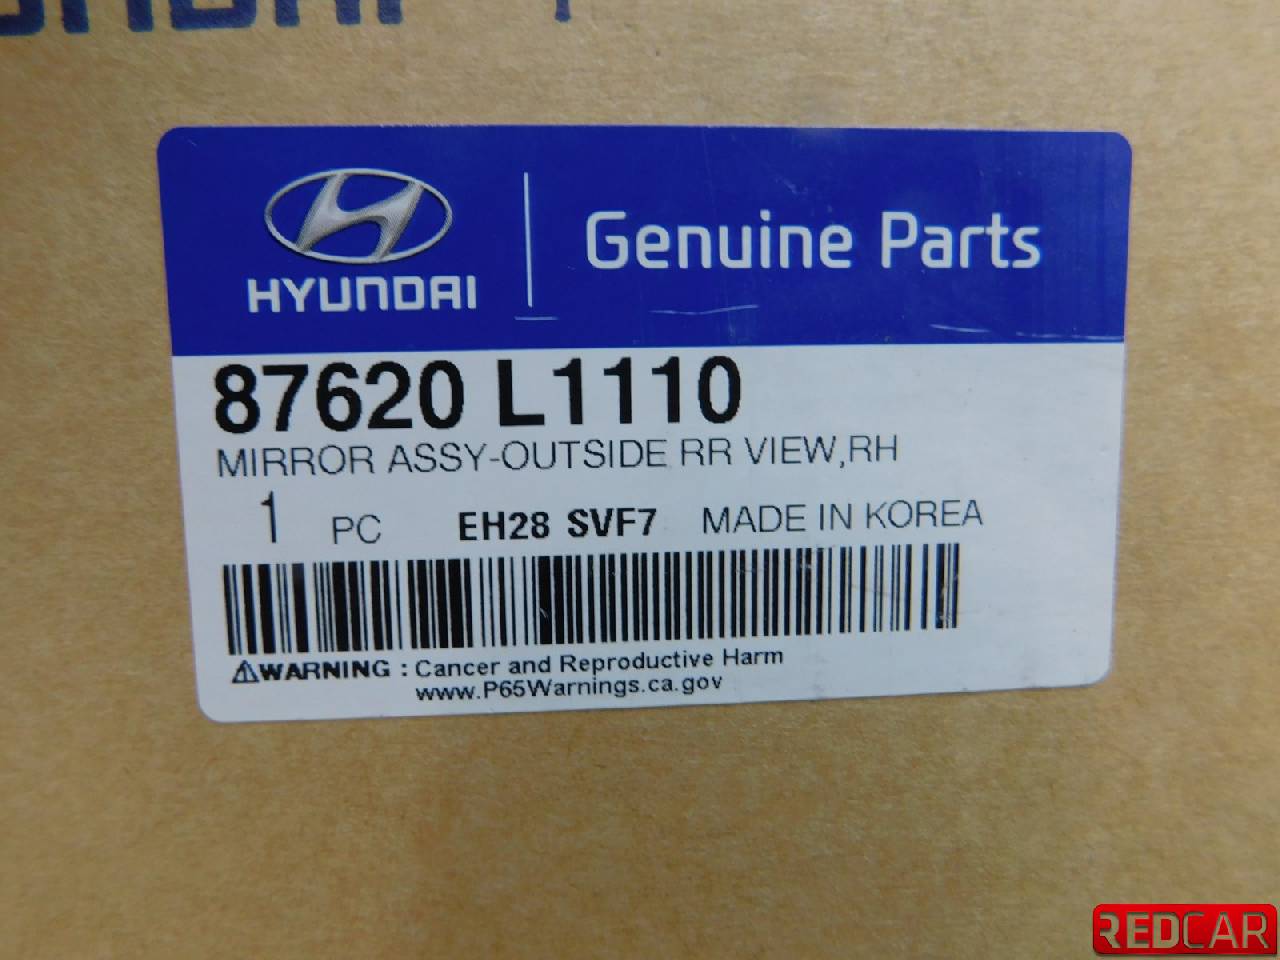 HYUNDAI
HYUNDAI
Genuine Parts
87620 L1110
MIRROR ASSY-OUTSIDE RR VIEW,RH
1 PC EH28 SVF7 MADE IN KOREA
⚠WARNING : Cancer and Reproductive Harm
www.P65Warnings.ca.gov
REDCAR